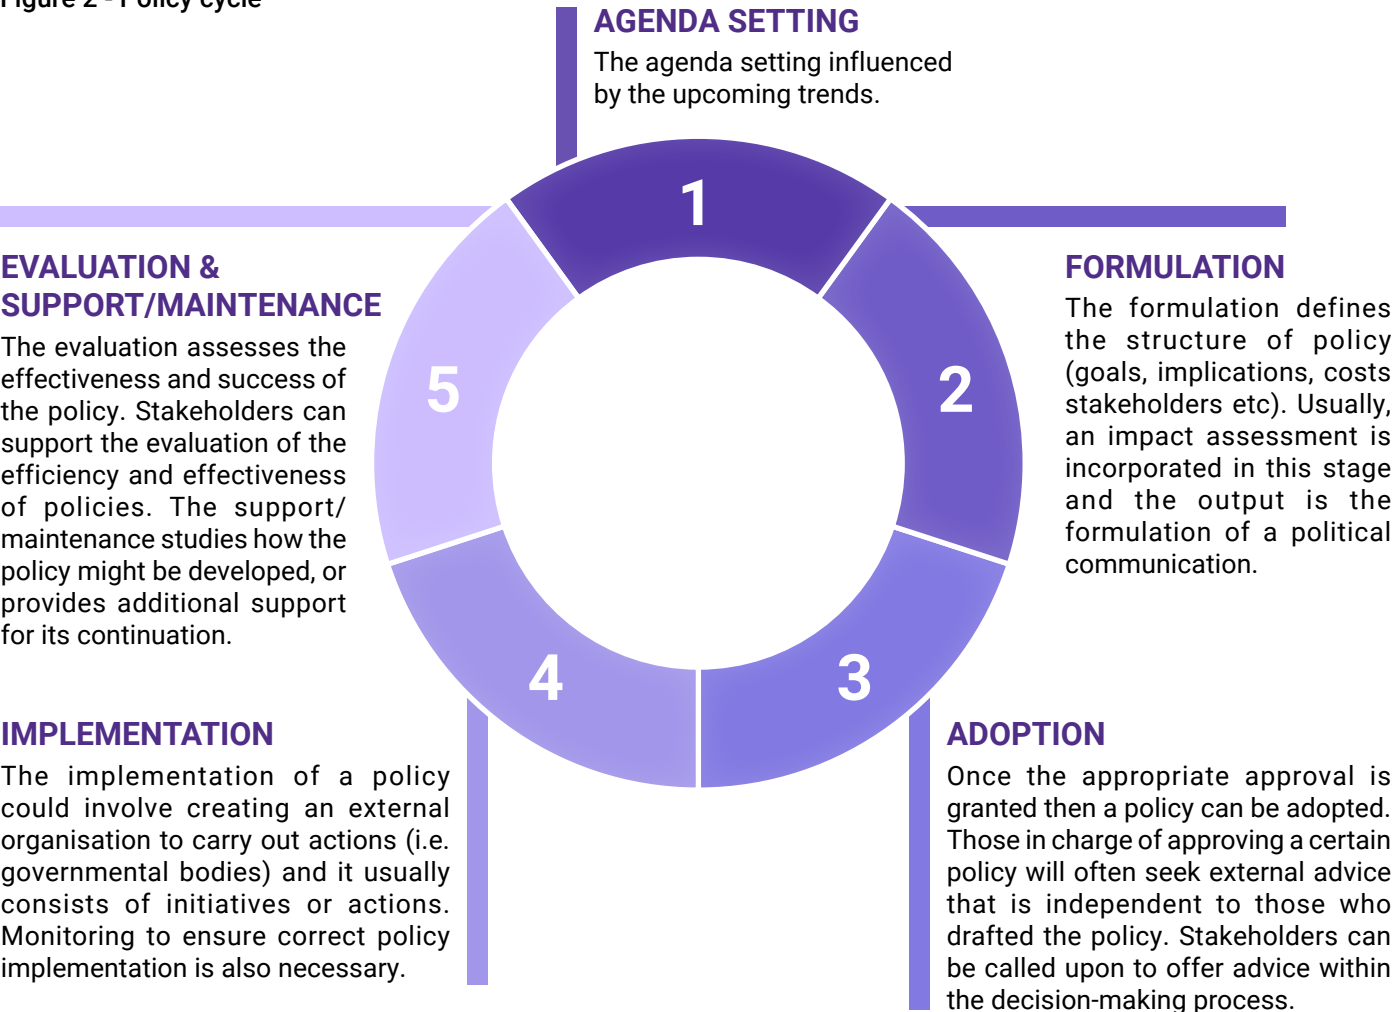 Figure 2 - Policy cycle
AGENDA SETTING
The agenda setting influenced
by the upcoming trends.
1
FORMULATION
The formulation defines
the structure of policy
(goals, implications, costs
stakeholders etc). Usually,
an impact assessment is
incorporated in this stage
and the output is the
formulation of a political
communication.
2
ADOPTION
Once the appropriate approval is
granted then a policy can be adopted.
Those in charge of approving a certain
policy will often seek external advice
that is independent to those who
drafted the policy. Stakeholders can
be called upon to offer advice within
the decision-making process.
3
IMPLEMENTATION
The implementation of a policy
could involve creating an external
organisation to carry out actions (i.e.
governmental bodies) and it usually
consists of initiatives or actions.
Monitoring to ensure correct policy
implementation is also necessary.
4
EVALUATION &
SUPPORT/MAINTENANCE
The evaluation assesses the
effectiveness and success of
the policy. Stakeholders can
support the evaluation of the
efficiency and effectiveness
of policies. The support/
maintenance studies how the
policy might be developed, or
provides additional support
for its continuation.
5